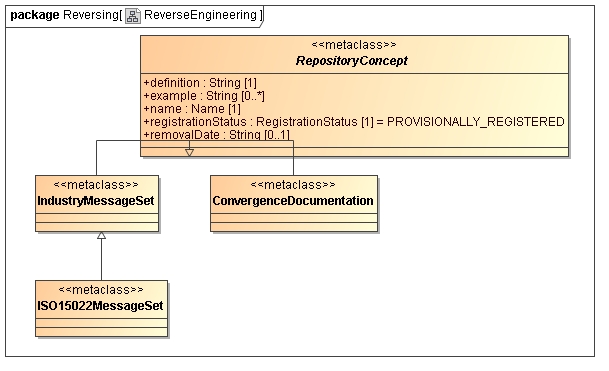 package Reversing[ ReverseEngineering ]
<<metaclass>>
RepositoryConcept
+definition : String [1]
+example : String [0..*]
+name : Name [1]
+registrationStatus : RegistrationStatus [1] = PROVISIONALLY_REGISTERED
+removalDate : String [0..1]
<<metaclass>>
IndustryMessageSet
<<metaclass>>
ConvergenceDocumentation
<<metaclass>>
ISO15022MessageSet